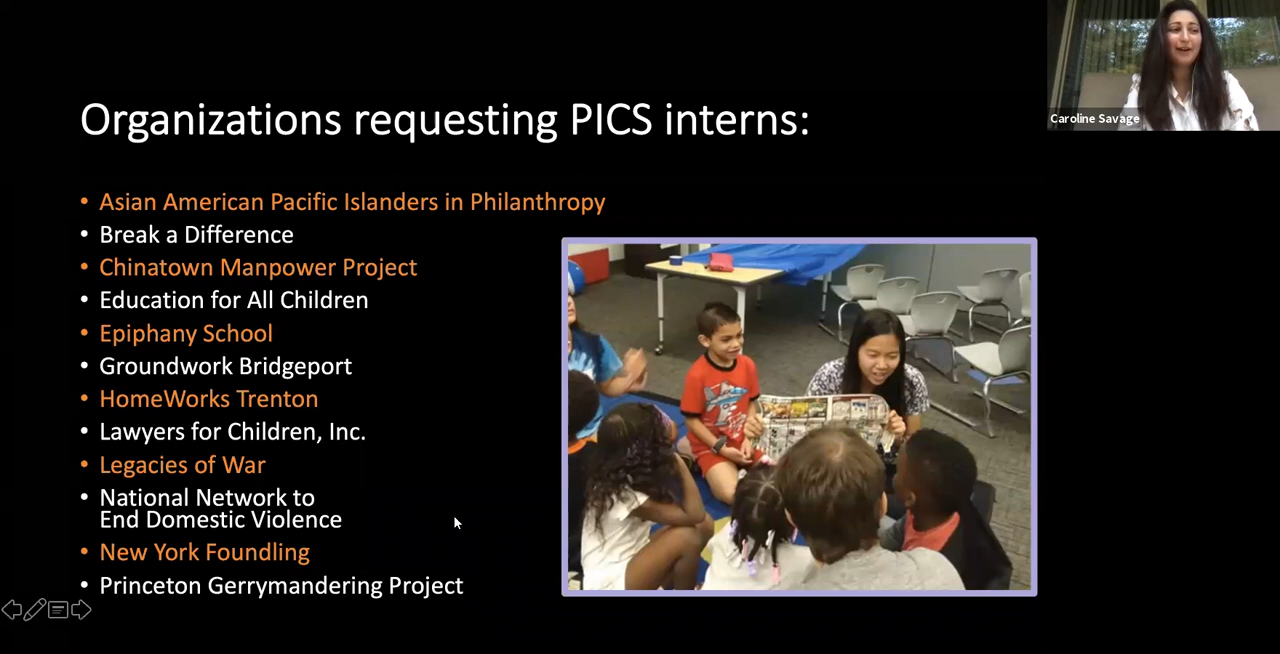 Caroline Savage
Organizations requesting PICS interns:
• Asian American Pacific Islanders in Philanthropy
• Break a Difference
• Chinatown Manpower Project
• Education for All Children
• Epiphany School
• Groundwork Bridgeport
• HomeWorks Trenton
• Lawyers for Children, Inc.
• Legacies of War
• National Network to
End Domestic Violence
• New York Foundling
• Princeton Gerrymandering Project